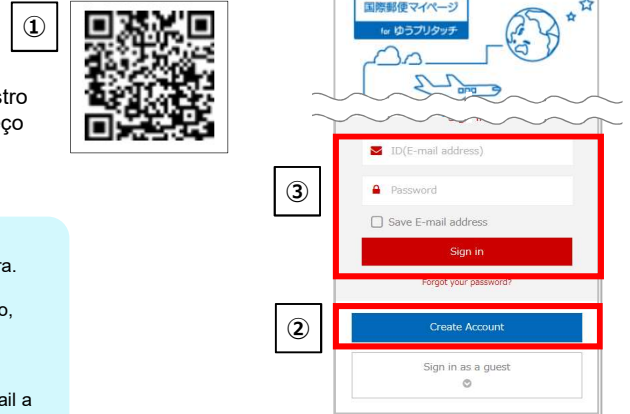 ①
stro
ço
ra.
o,
ail a
国際郵便マイページ
for ゆうプリタッチ
③
ID(E-mail address)
Password
Save E-mail address
Sign in
Forgot your password?
②
Create Account
Sign in as a guest